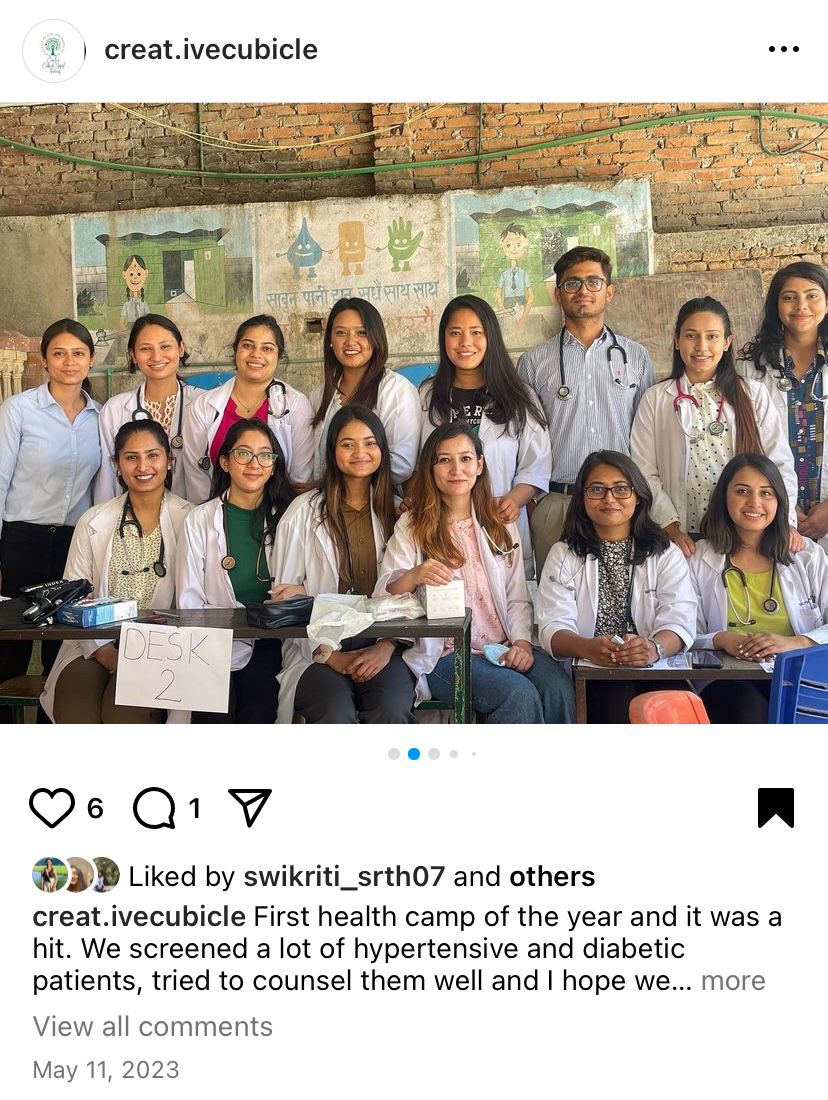 creat.ivecubicle
साबुन पानी हात सधैं साथ साथ
DESK
2
6
1
Liked by swikriti_srth07 and others
creat.ivecubicle First health camp of the year and it was a
hit. We screened a lot of hypertensive and diabetic
patients, tried to counsel them well and I hope we... more
View all comments
May 11, 2023